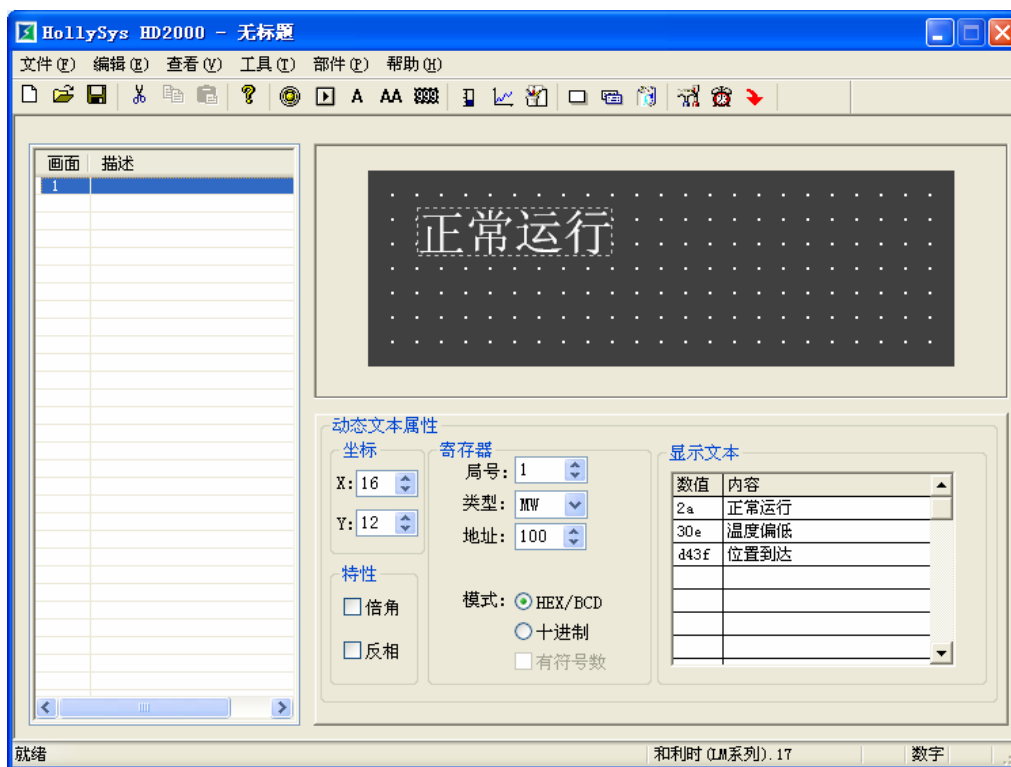 HollySys HD2000 - 无标题
文件(F) 编辑(E) 查看(V) 工具(T) 部件(P) 帮助(H)
A AA
画面 描述
1
正常运行
动态文本属性
坐标
X: 16
Y: 12
特性
倍角
反相
寄存器
局号: 1
类型: MW
地址: 100
模式: HEX/BCD
十进制
有符号数
显示文本
数值 内容
2a 正常运行
30e 温度偏低
d43f 位置到达
就绪 和利时(LM系列).17 数字